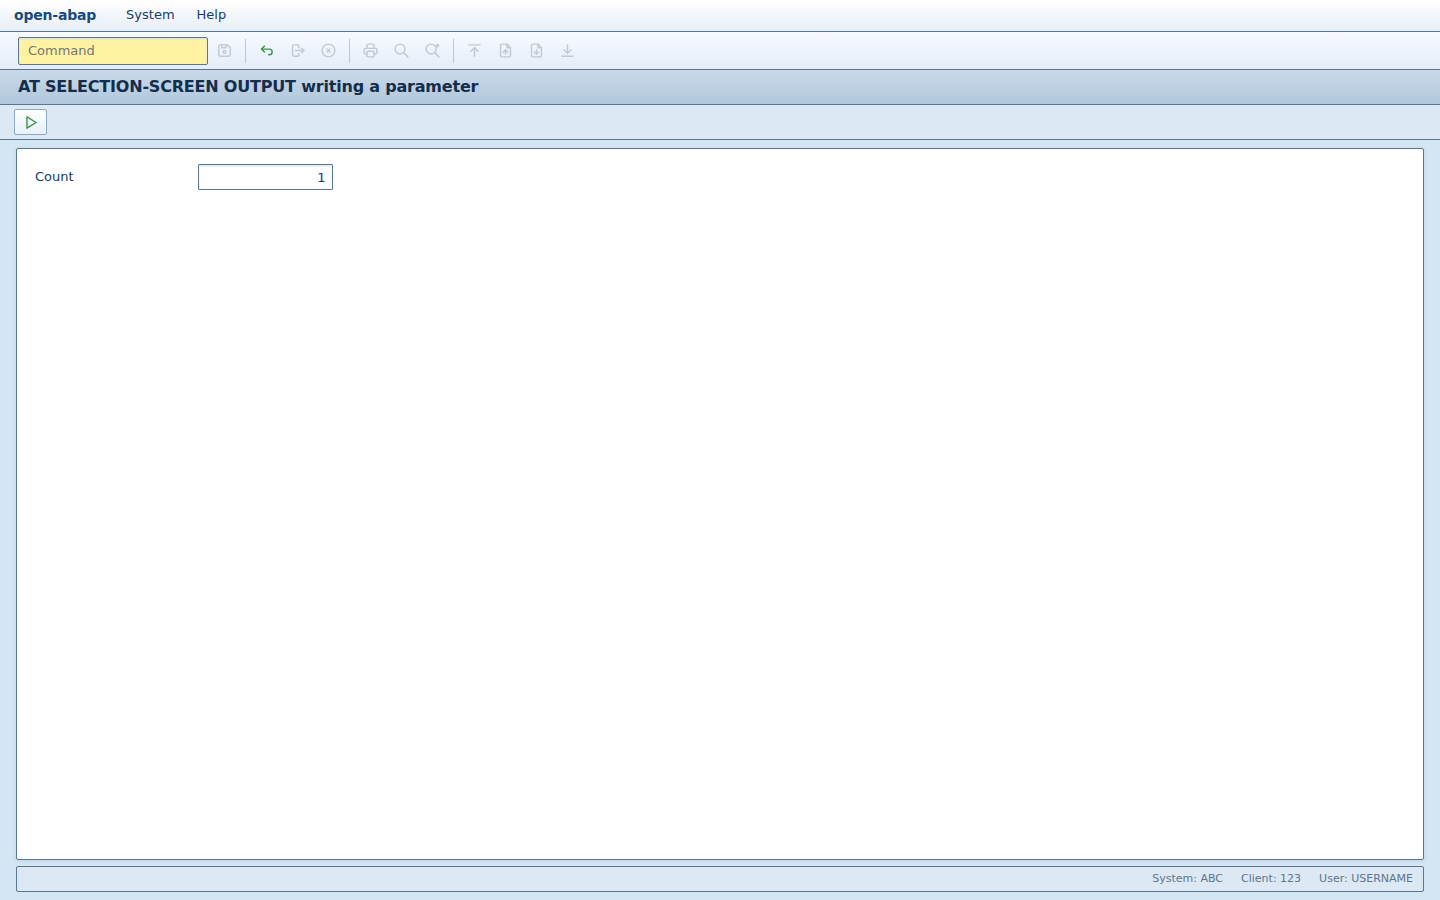 open-abap System Help
Command
AT SELECTION-SCREEN OUTPUT writing a parameter
Count 1
System: ABC Client: 123 User: USERNAME